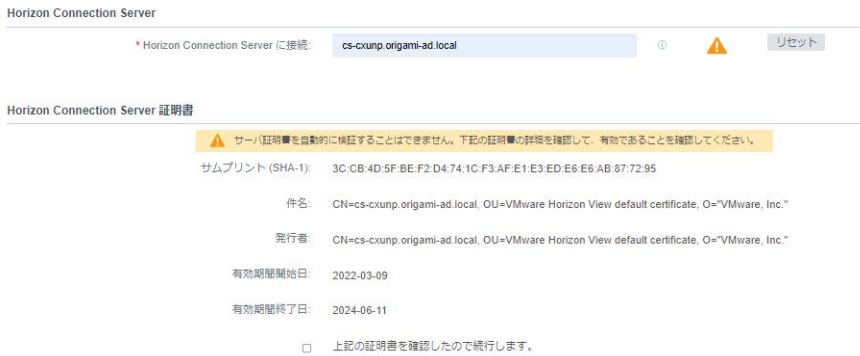 Horizon Connection Server
* Horizon Connection Server に接続: cs-cxunp.origami-ad.local リセット
Horizon Connection Server 証明書
サーバ証明書を自動的に検証することはできません。下記の証明書の詳細を確認して、有効であることを確認してください。
サムプリント (SHA-1): 3C:CB:4D:5F:BE:F2:D4:74:1C:F3:AF:E1:E3:ED:E6:E6:AB:87:72:95
件名: CN=cs-cxunp.origami-ad.local, OU=VMware Horizon View default certificate, O="VMware, Inc."
発行者: CN=cs-cxunp.origami-ad.local, OU=VMware Horizon View default certificate, O="VMware, Inc."
有効期間開始日: 2022-03-09
有効期間終了日: 2024-06-11
上記の証明書を確認したので続行します。